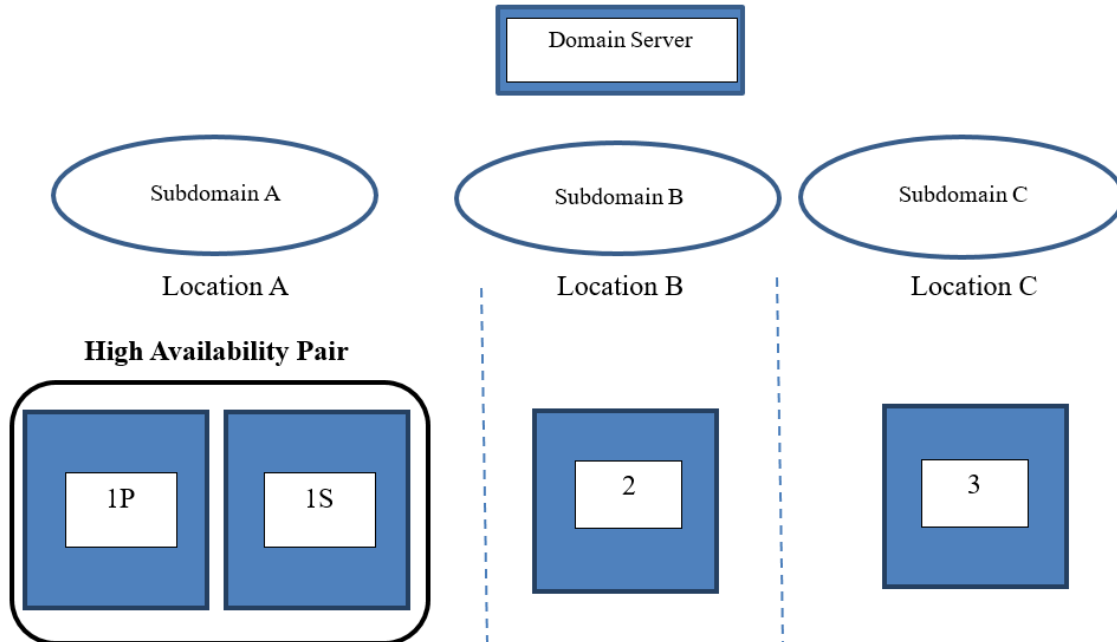 Domain Server
Subdomain A
Subdomain B
Subdomain C
Location A
Location B
Location C
High Availability Pair
1P
1S
2
3